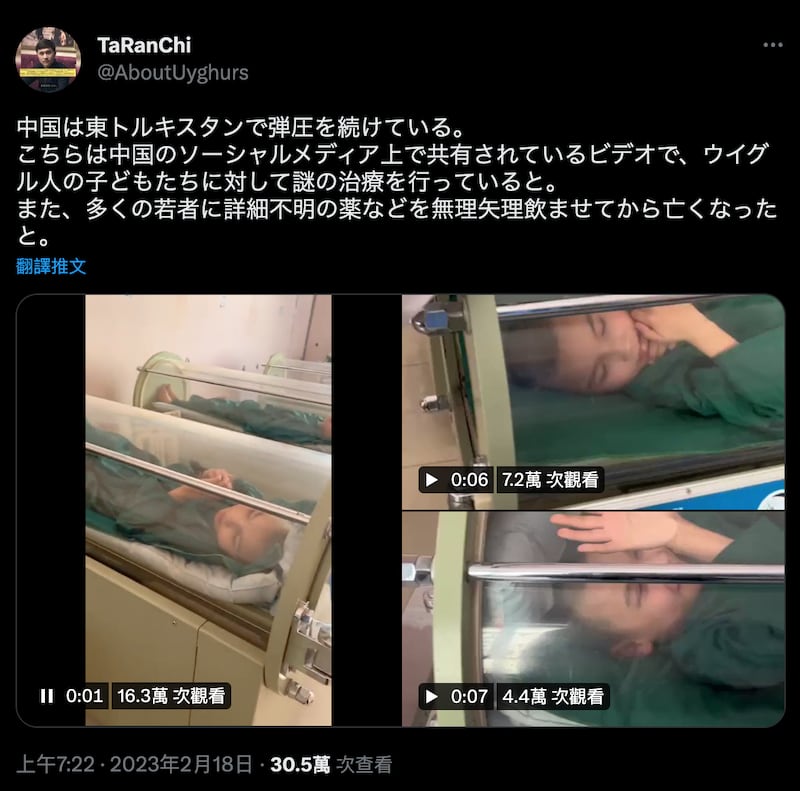 TaRanChi
@AboutUyghurs
中国は東トルキスタンで弾圧を続けている。
こちらは中国のソーシャルメディア上で共有されているビデオで、ウイグ
ル人の子どもたちに対して謎の治療を行っていると。
また、多くの若者に詳細不明の薬などを無理矢理飲ませてから亡くなった
と。
翻譯推文
0:06 7.2萬 次觀看
0:01 16.3萬 次觀看
0:07 4.4萬 次觀看
上午7:22 · 2023年2月18日 · 30.5萬 次查看